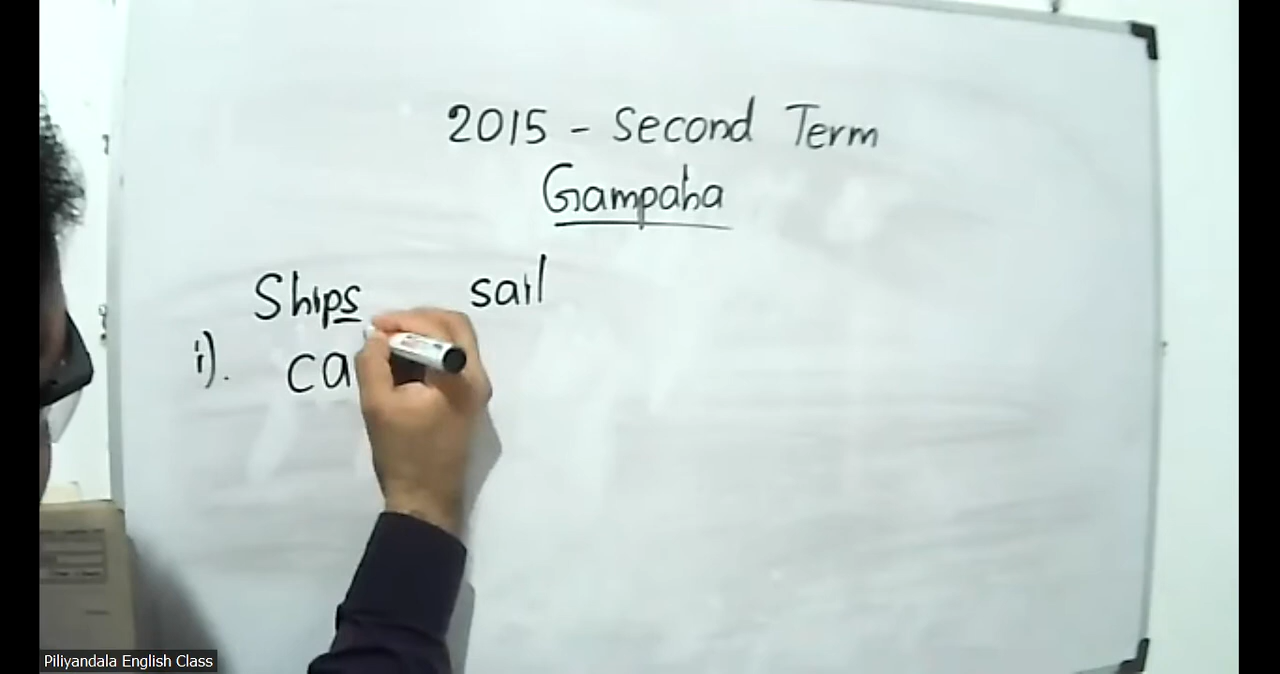 2015 - Second Term
Gampaha
Ships sail
i). ca
Piliyandala English Class